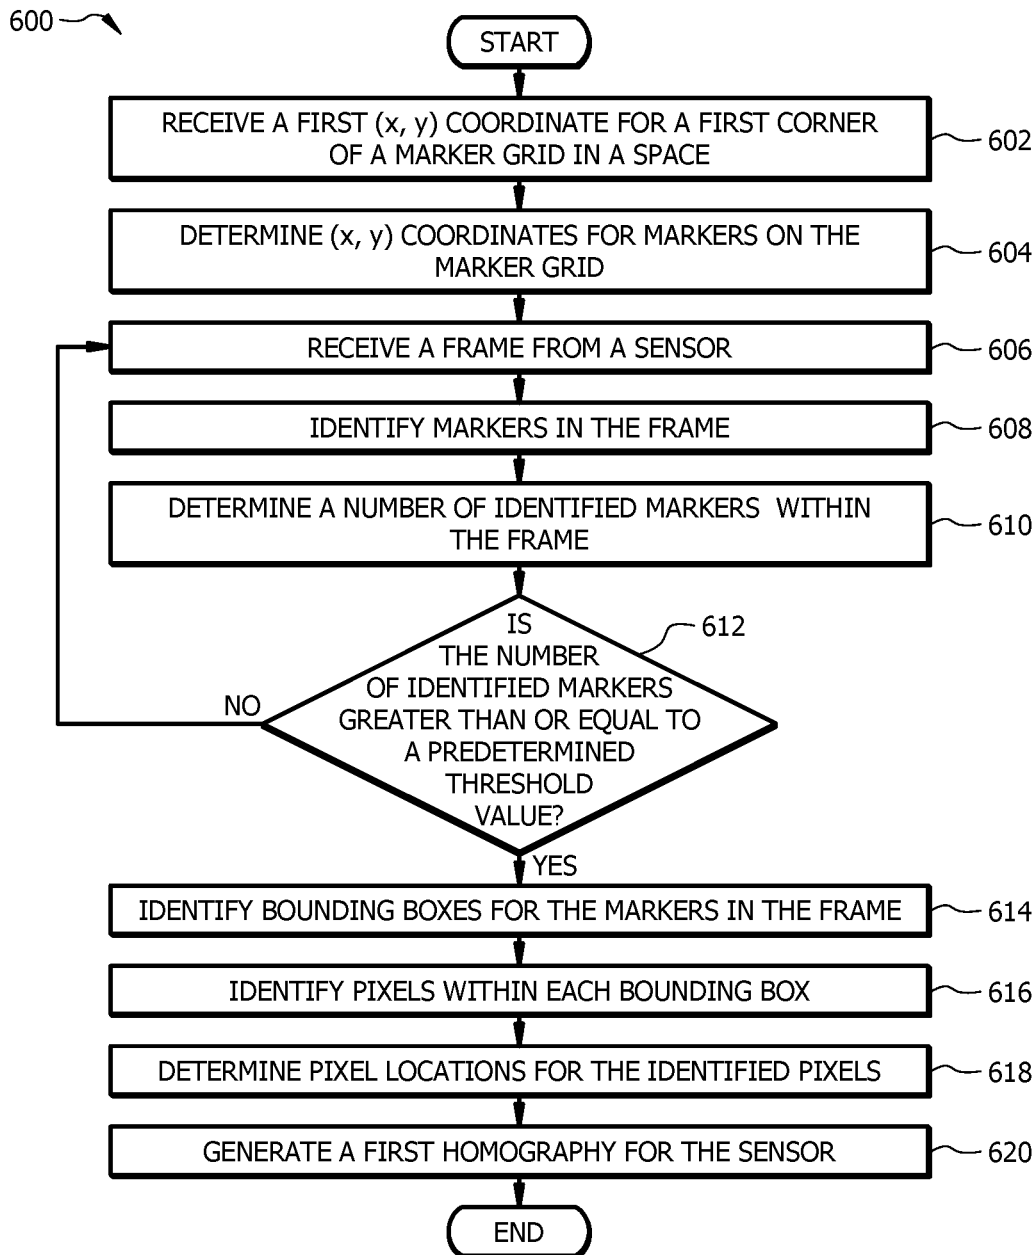 600
START
RECEIVE A FIRST (x, y) COORDINATE FOR A FIRST CORNER
OF A MARKER GRID IN A SPACE
602
DETERMINE (x, y) COORDINATES FOR MARKERS ON THE
MARKER GRID
604
RECEIVE A FRAME FROM A SENSOR
606
IDENTIFY MARKERS IN THE FRAME
608
DETERMINE A NUMBER OF IDENTIFIED MARKERS WITHIN
THE FRAME
610
IS
THE NUMBER
OF IDENTIFIED MARKERS
GREATER THAN OR EQUAL TO
A PREDETERMINED
THRESHOLD
VALUE?
612
NO
YES
IDENTIFY BOUNDING BOXES FOR THE MARKERS IN THE FRAME
614
IDENTIFY PIXELS WITHIN EACH BOUNDING BOX
616
DETERMINE PIXEL LOCATIONS FOR THE IDENTIFIED PIXELS
618
GENERATE A FIRST HOMOGRAPHY FOR THE SENSOR
620
END